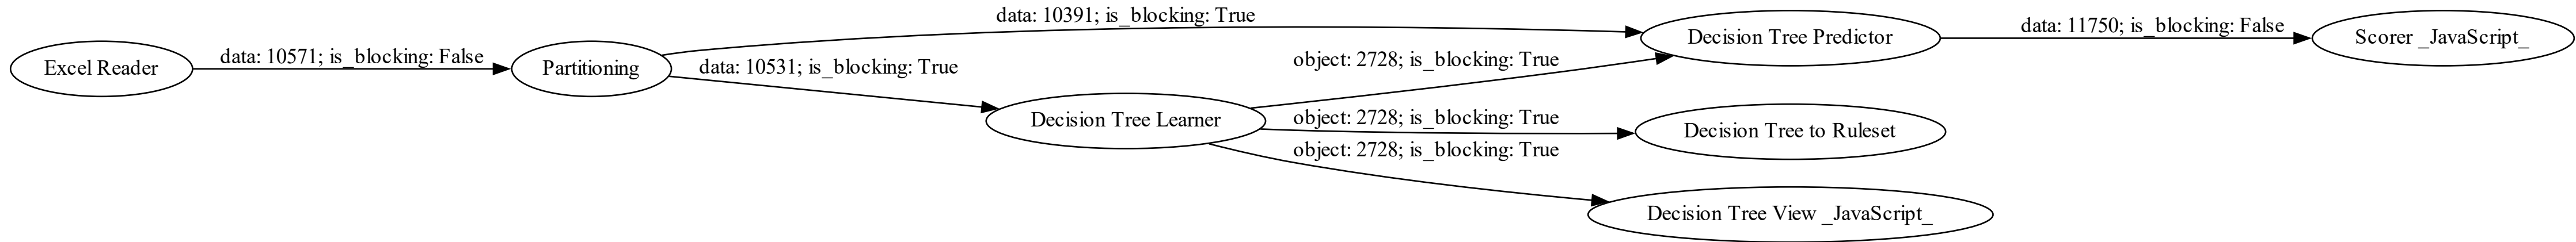 data: 10391; is_blocking: True
data: 11750; is_blocking: False
Decision Tree Predictor
Scorer _JavaScript_
data: 10571; is_blocking: False
object: 2728; is_blocking: True
Excel Reader
Partitioning
data: 10531; is_blocking: True
Decision Tree Learner
object: 2728; is_blocking: True
Decision Tree to Ruleset
object: 2728; is_blocking: True
Decision Tree View _JavaScript_